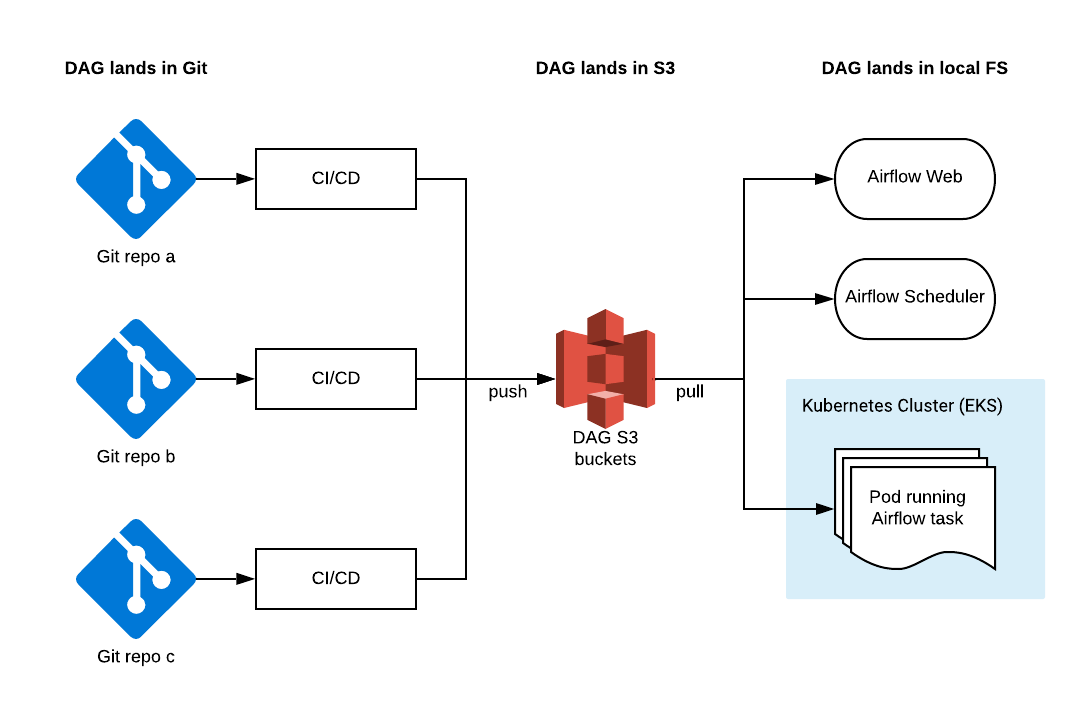 DAG lands in Git
DAG lands in S3
DAG lands in local FS
CI/CD
Git repo a
Airflow Web
Airflow Scheduler
CI/CD
Git repo b
push
DAG S3
buckets
pull
Kubernetes Cluster (EKS)
Pod running
Airflow task
CI/CD
Git repo c